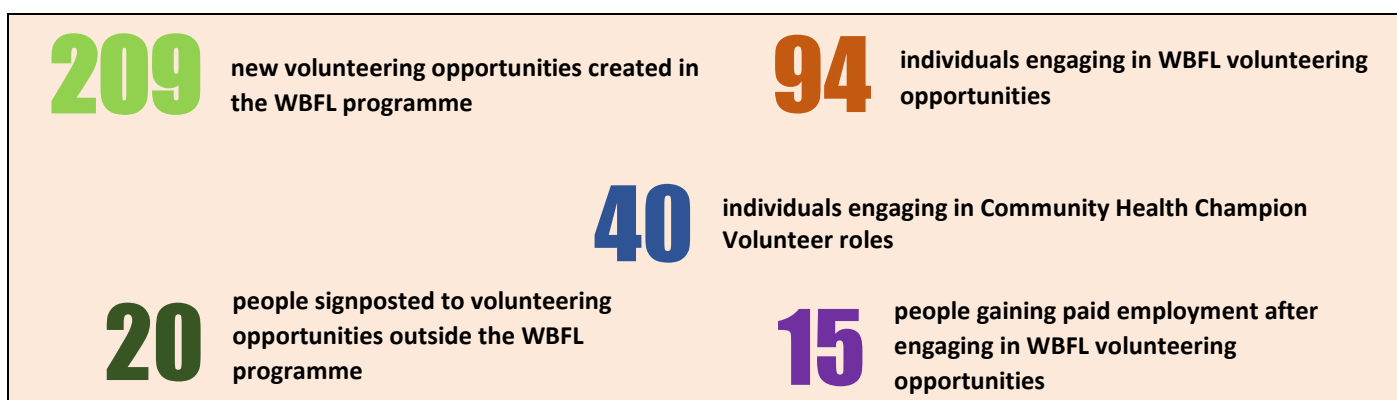 209
new volunteering opportunities created in
the WBFL programme
94
individuals engaging in WBFL volunteering
opportunities
40
individuals engaging in Community Health Champion
Volunteer roles
20
people signposted to volunteering
opportunities outside the WBFL
programme
15
people gaining paid employment after
engaging in WBFL volunteering
opportunities